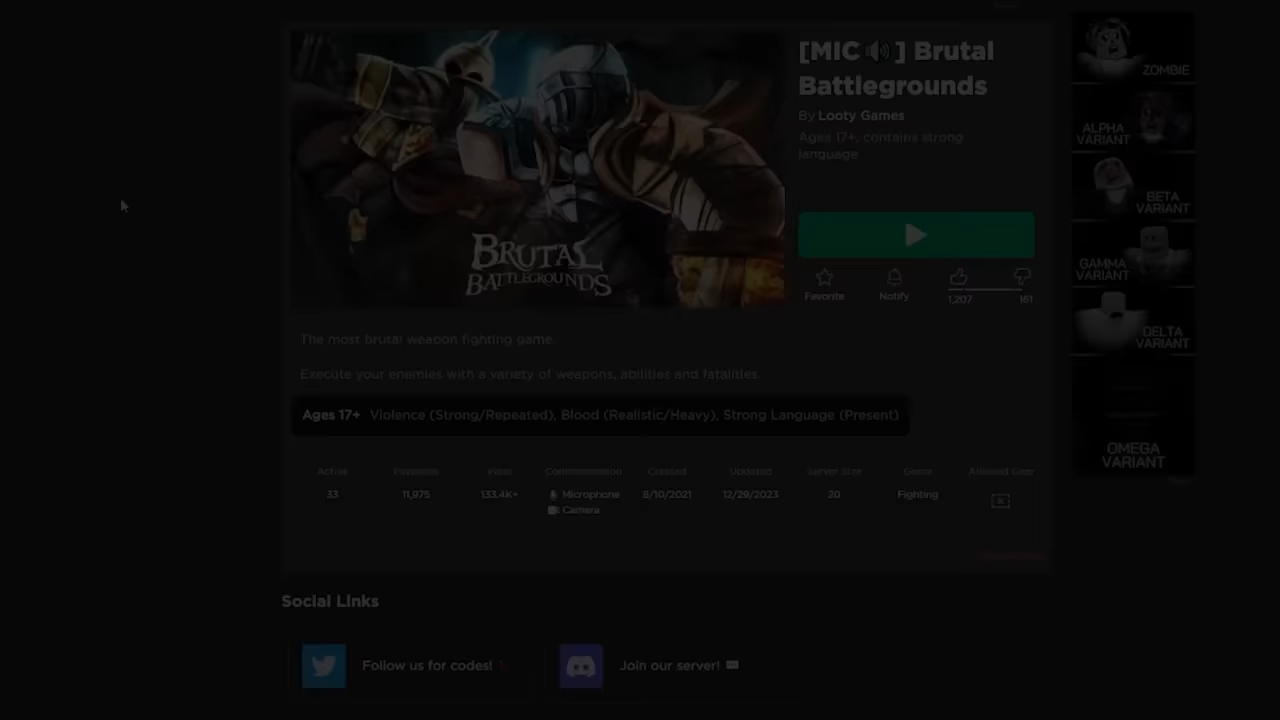 [MIC 🔊] Brutal
Battlegrounds
By Looty Games
Ages 17+, contains strong
language
BRUTAL
BATTLEGROUNDS
Favorite
Notify
1,207
161
The most brutal weapon fighting game.
Execute your enemies with a variety of weapons, abilities and fatalities.
Ages 17+ Violence (Strong/Repeated), Blood (Realistic/Heavy), Strong Language (Present)
Active Favorites Visits Communication Created Updated Server Size Genre Allowed Gear
33 11,975 133.4K+ Microphone 8/10/2021 12/29/2023 20 Fighting
Camera
Social Links
Follow us for codes!
Join our server!
ZOMBIE
ALPHA
VARIANT
BETA
VARIANT
GAMMA
VARIANT
DELTA
VARIANT
OMEGA
VARIANT